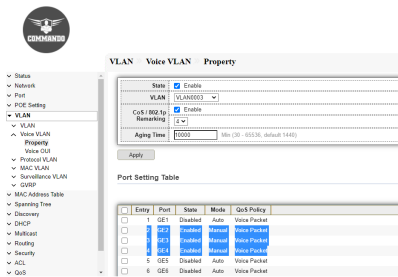 COMMANDO
VLAN Voice VLAN Property
Status
Network
Port
POE Setting
VLAN
VLAN
Voice VLAN
Property
Voice OUI
Protocol VLAN
MAC VLAN
Surveillance VLAN
GVRP
MAC Address Table
Spanning Tree
Discovery
DHCP
Multicast
Routing
Security
ACL
QoS
State Enable
VLAN VLAN0003
CoS / 802.1p Enable
Remarking 4
Aging Time 10000 Min (30 - 65536, default 1440)
Apply
Port Setting Table
Entry Port State Mode QoS Policy
1 GE1 Disabled Auto Voice Packet
2 GE2 Enabled Manual Voice Packet
3 GE3 Enabled Manual Voice Packet
4 GE4 Enabled Manual Voice Packet
5 GE5 Disabled Auto Voice Packet
6 GE6 Disabled Auto Voice Packet